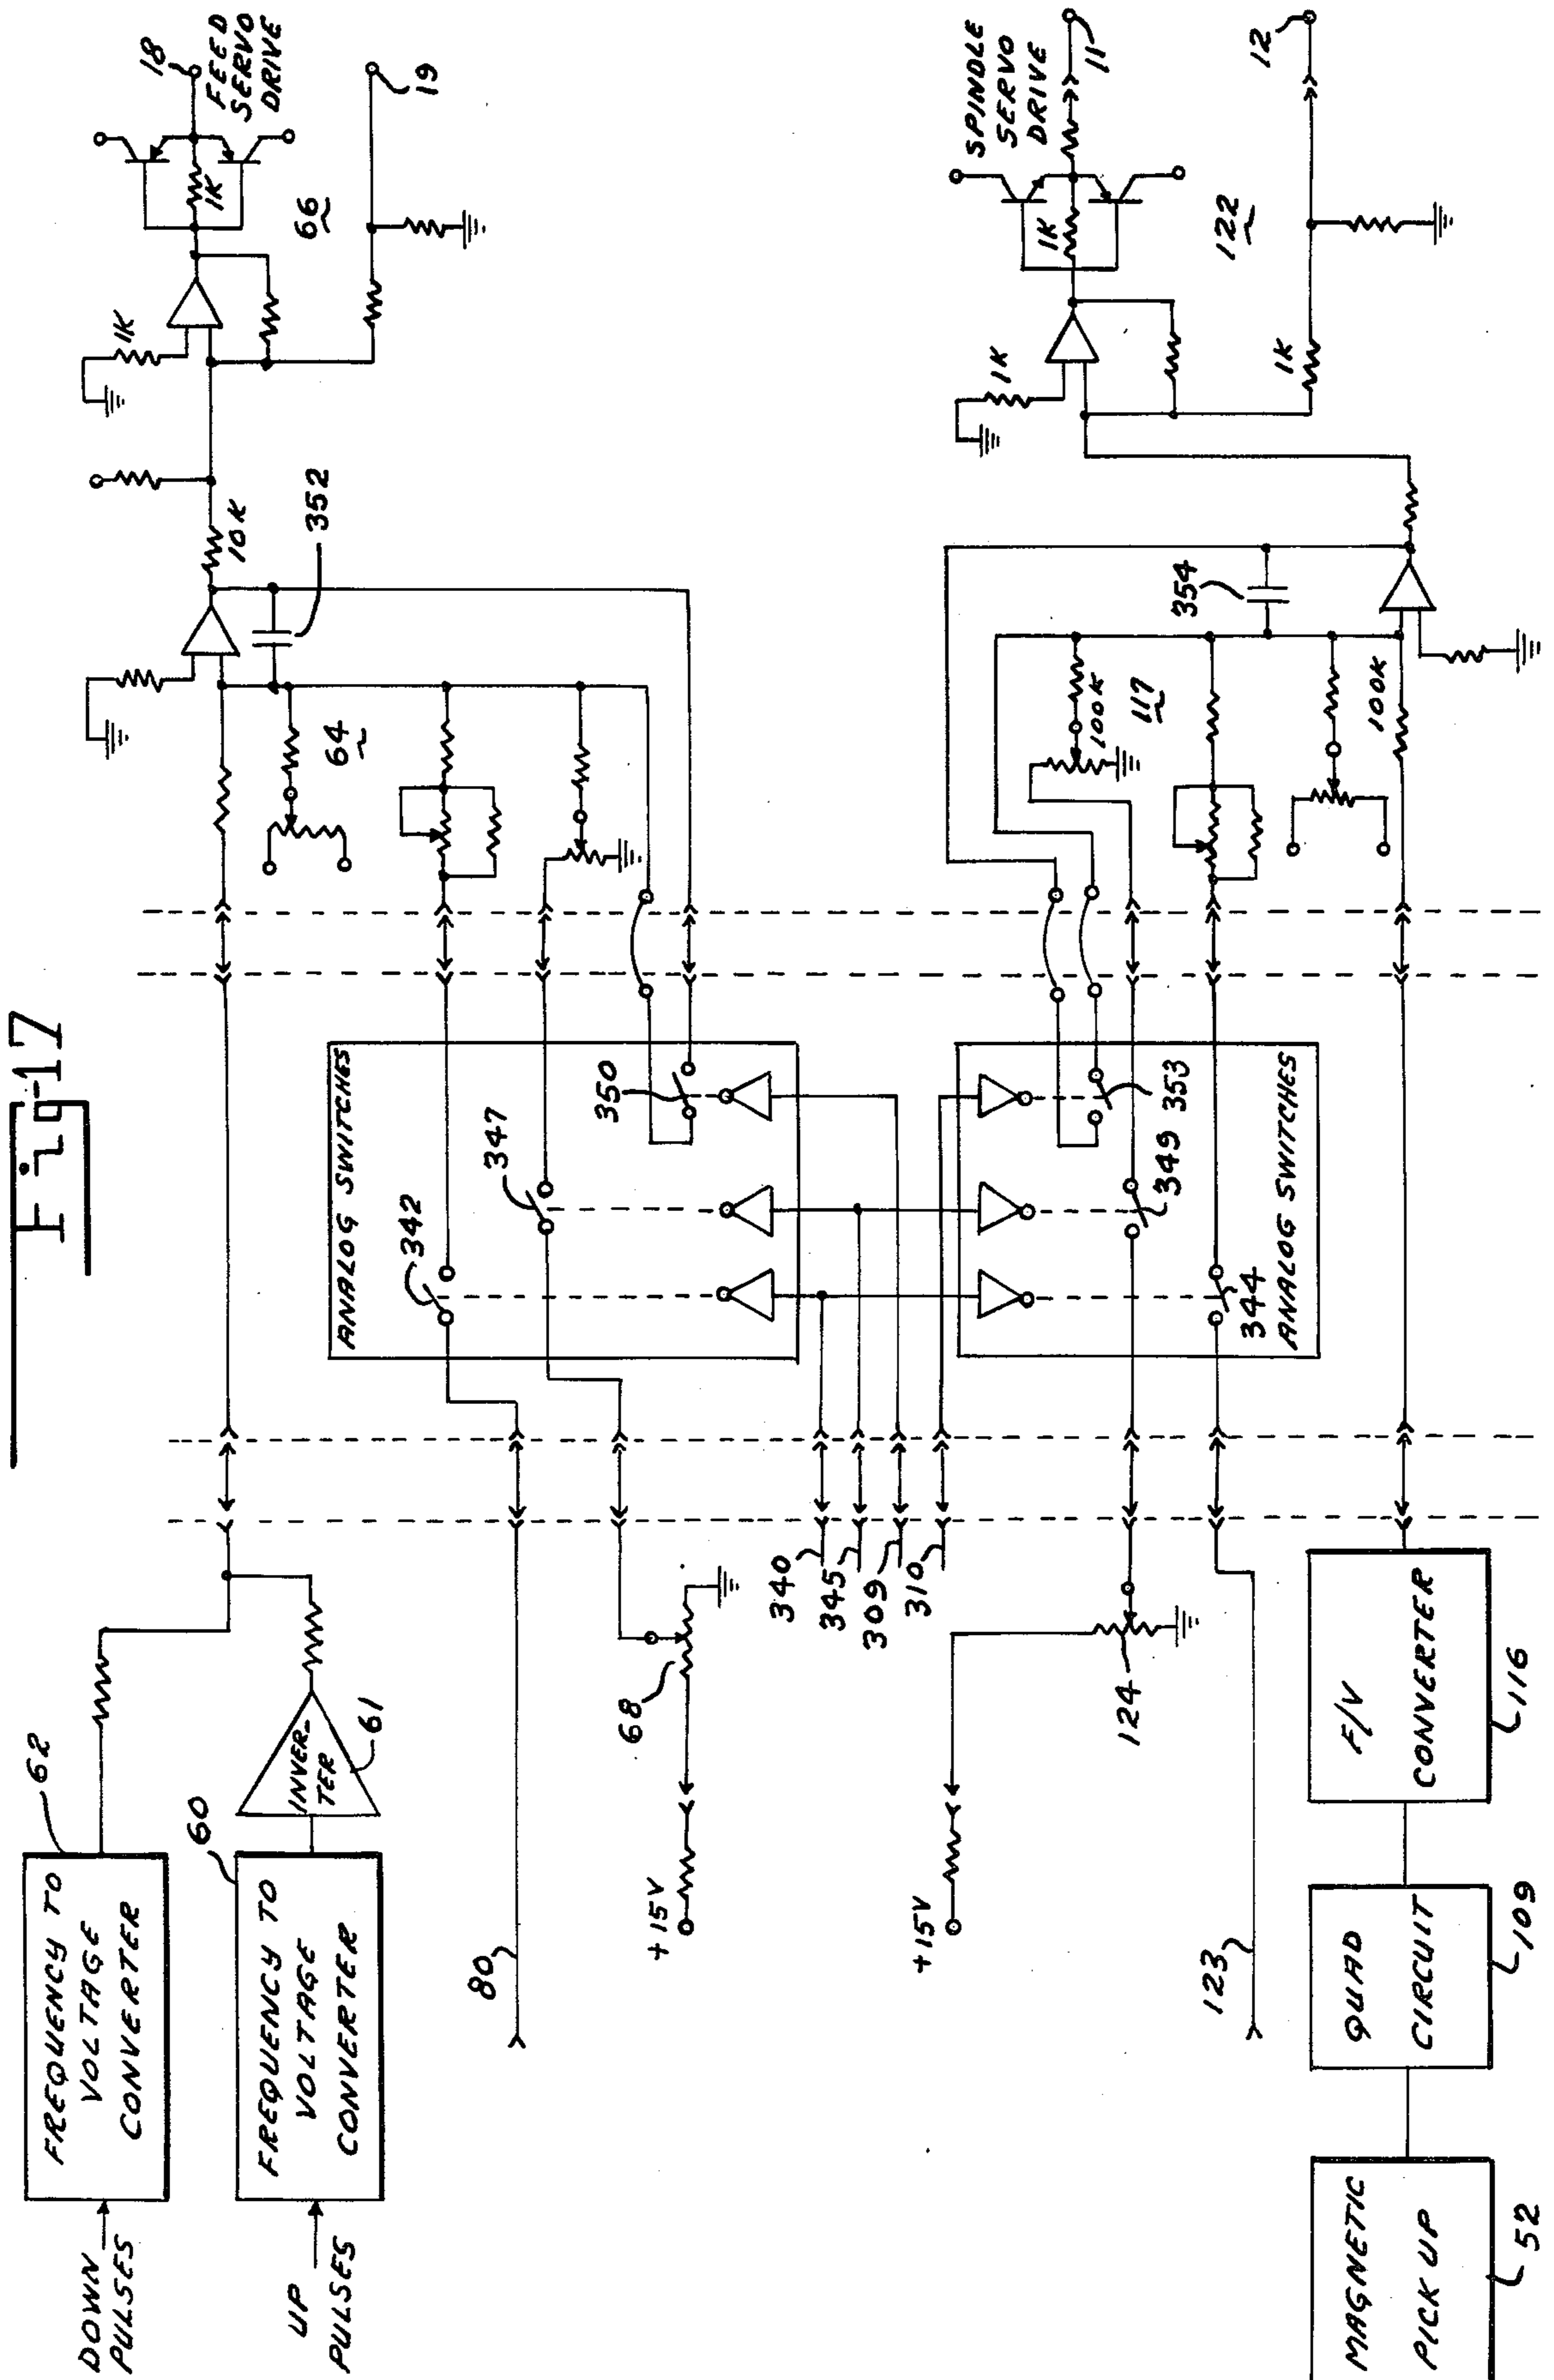 Fig-17
DOWN
PULSES
FREQUENCY TO
VOLTAGE
CONVERTER
62
UP
PULSES
FREQUENCY TO
VOLTAGE
CONVERTER
60
INVER-
TER
61
80
+15V
68
340
345
309
310
+15V
124
123
MAGNETIC
PICK UP
52
QUAD
CIRCUIT
109
F/V
CONVERTER
116
ANALOG SWITCHES
342
347
350
ANALOG SWITCHES
344
349
353
64
352
10K
1K
1K
66
18
FEED
SERVO
DRIVE
19
100K
117
100K
354
1K
1K
1K
122
SPINDLE
SERVO
DRIVE
11
12